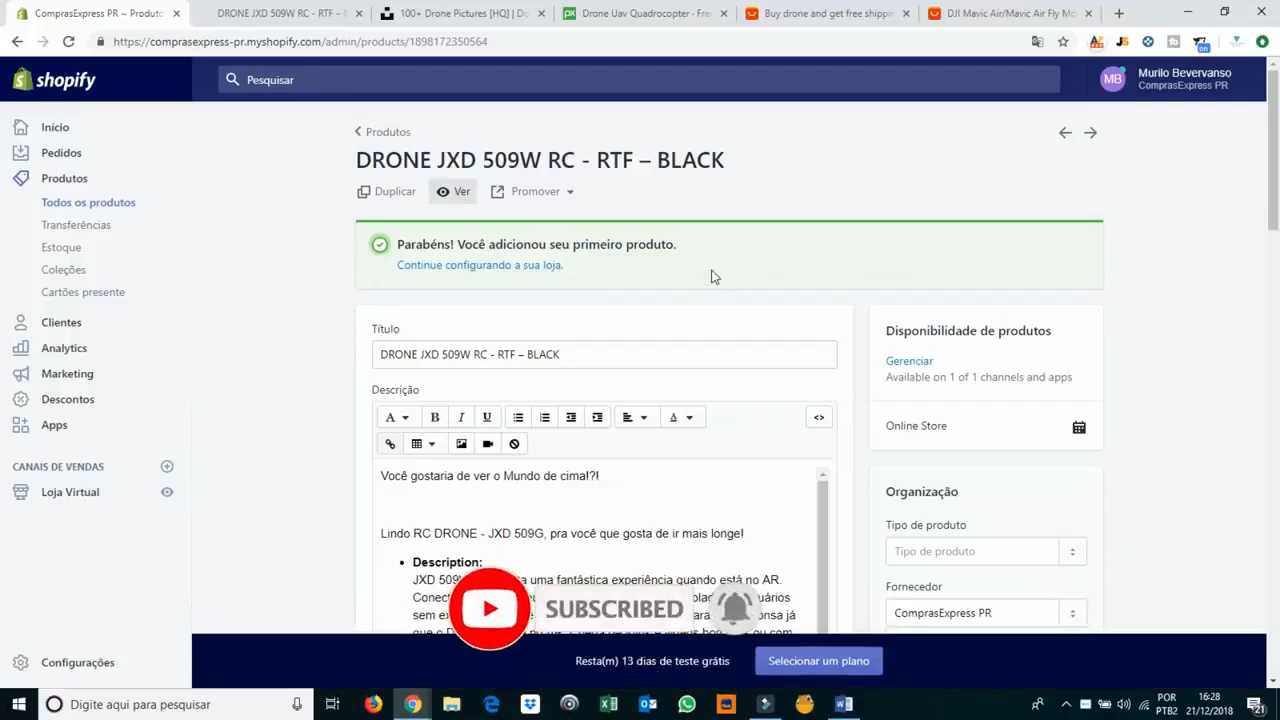 ComprasExpress PR ~ Produto
DRONE JXD 509W RC - RTF – B
100+ Drone Pictures [HQ] | Do
Drone Uav Quadrocopter - Free
Buy drone and get free shippin
DJI Mavic Air/Mavic Air Fly Mo
https://comprasexpress-pr.myshopify.com/admin/products/1898172350564
shopify
Pesquisar
MB
Murilo Bevervanso
ComprasExpress PR
Início
Pedidos
Produtos
Todos os produtos
Transferências
Estoque
Coleções
Cartões presente
Clientes
Analytics
Marketing
Descontos
Apps
CANAIS DE VENDAS
Loja Virtual
Configurações
Produtos
DRONE JXD 509W RC - RTF – BLACK
Duplicar
Ver
Promover
Parabéns! Você adicionou seu primeiro produto.
Continue configurando a sua loja.
Título
DRONE JXD 509W RC - RTF – BLACK
Descrição
A B I U A <>
Você gostaria de ver o Mundo de cima!?!
Lindo RC DRONE - JXD 509G, pra você que gosta de ir mais longe!
Description:
JXD 509 uma fantástica experiência quando está no AR.
SUBSCRIBED
Disponibilidade de produtos
Gerenciar
Available on 1 of 1 channels and apps
Online Store
Organização
Tipo de produto
Tipo de produto
Fornecedor
ComprasExpress PR
Resta(m) 13 dias de teste grátis
Selecionar um plano
Digite aqui para pesquisar
POR
PTB2
16:28
21/12/2018
21